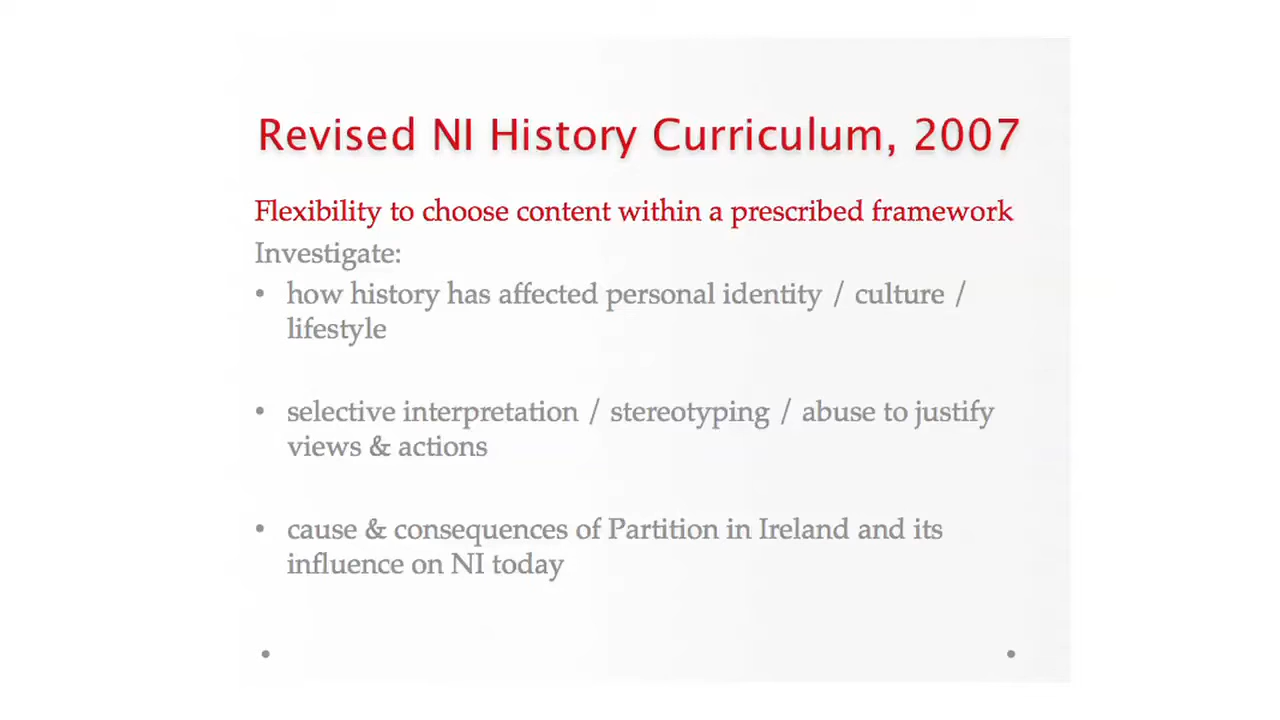 Revised NI History Curriculum, 2007
Flexibility to choose content within a prescribed framework
Investigate:
• how history has affected personal identity / culture /
lifestyle
• selective interpretation / stereotyping / abuse to justify
views & actions
• cause & consequences of Partition in Ireland and its
influence on NI today